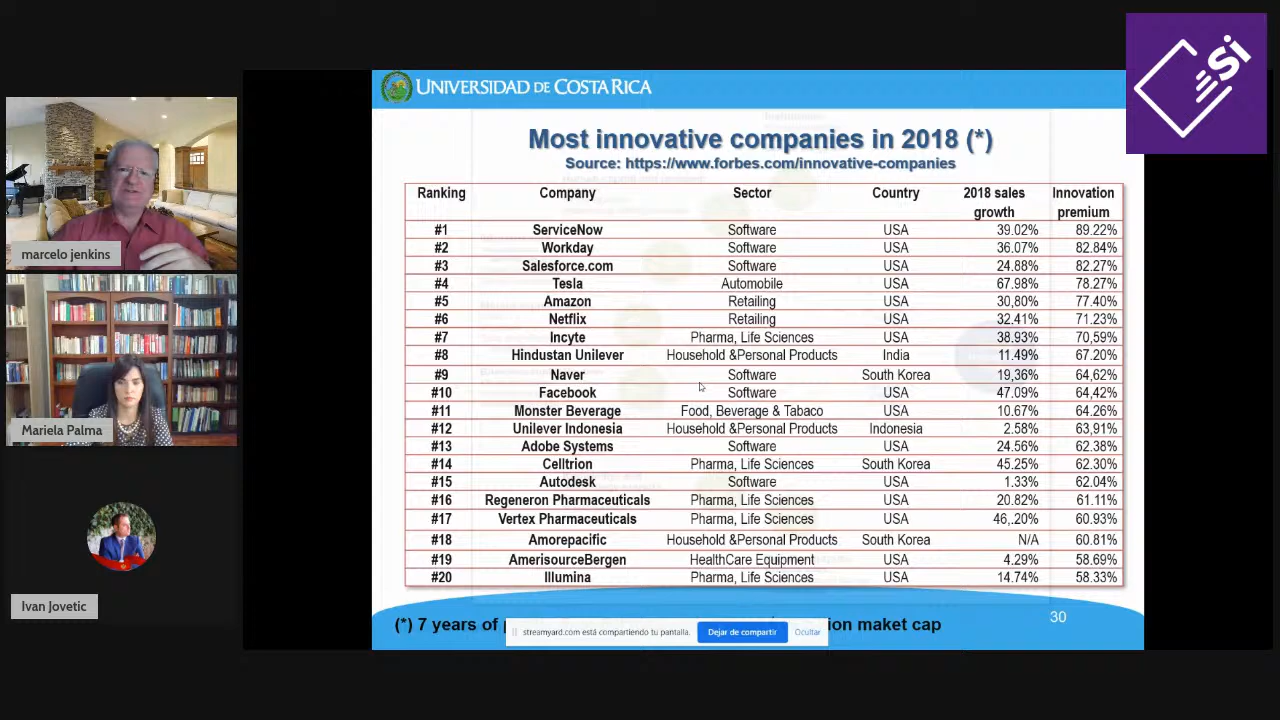 Si
UNIVERSIDAD DE COSTA RICA
Most innovative companies in 2018 (*)
Source: https://www.forbes.com/innovative-companies
Ranking Company Sector Country 2018 sales growth Innovation premium
#1 ServiceNow Software USA 39.02% 89.22%
#2 Workday Software USA 36.07% 82.84%
#3 Salesforce.com Software USA 24.88% 82.27%
#4 Tesla Automobile USA 67.98% 78.27%
#5 Amazon Retailing USA 30,80% 77.40%
#6 Netflix Retailing USA 32.41% 71.23%
#7 Incyte Pharma, Life Sciences USA 38.93% 70,59%
#8 Hindustan Unilever Household &Personal Products India 11.49% 67.20%
#9 Naver Software South Korea 19,36% 64,62%
#10 Facebook Software USA 47.09% 64,42%
#11 Monster Beverage Food, Beverage & Tabaco USA 10.67% 64.26%
#12 Unilever Indonesia Household &Personal Products Indonesia 2.58% 63,91%
#13 Adobe Systems Software USA 24.56% 62.38%
#14 Celltrion Pharma, Life Sciences South Korea 45.25% 62.30%
#15 Autodesk Software USA 1.33% 62.04%
#16 Regeneron Pharmaceuticals Pharma, Life Sciences USA 20.82% 61.11%
#17 Vertex Pharmaceuticals Pharma, Life Sciences USA 46,.20% 60.93%
#18 Amorepacific Household &Personal Products South Korea N/A 60.81%
#19 AmerisourceBergen HealthCare Equipment USA 4.29% 58.69%
#20 Illumina Pharma, Life Sciences USA 14.74% 58.33%
(*) 7 years of maket cap
30
streamyard.com está compartiendo tu pantalla. Dejar de compartir Ocultar
marcelo jenkins
Mariela Palma
Ivan Jovetic